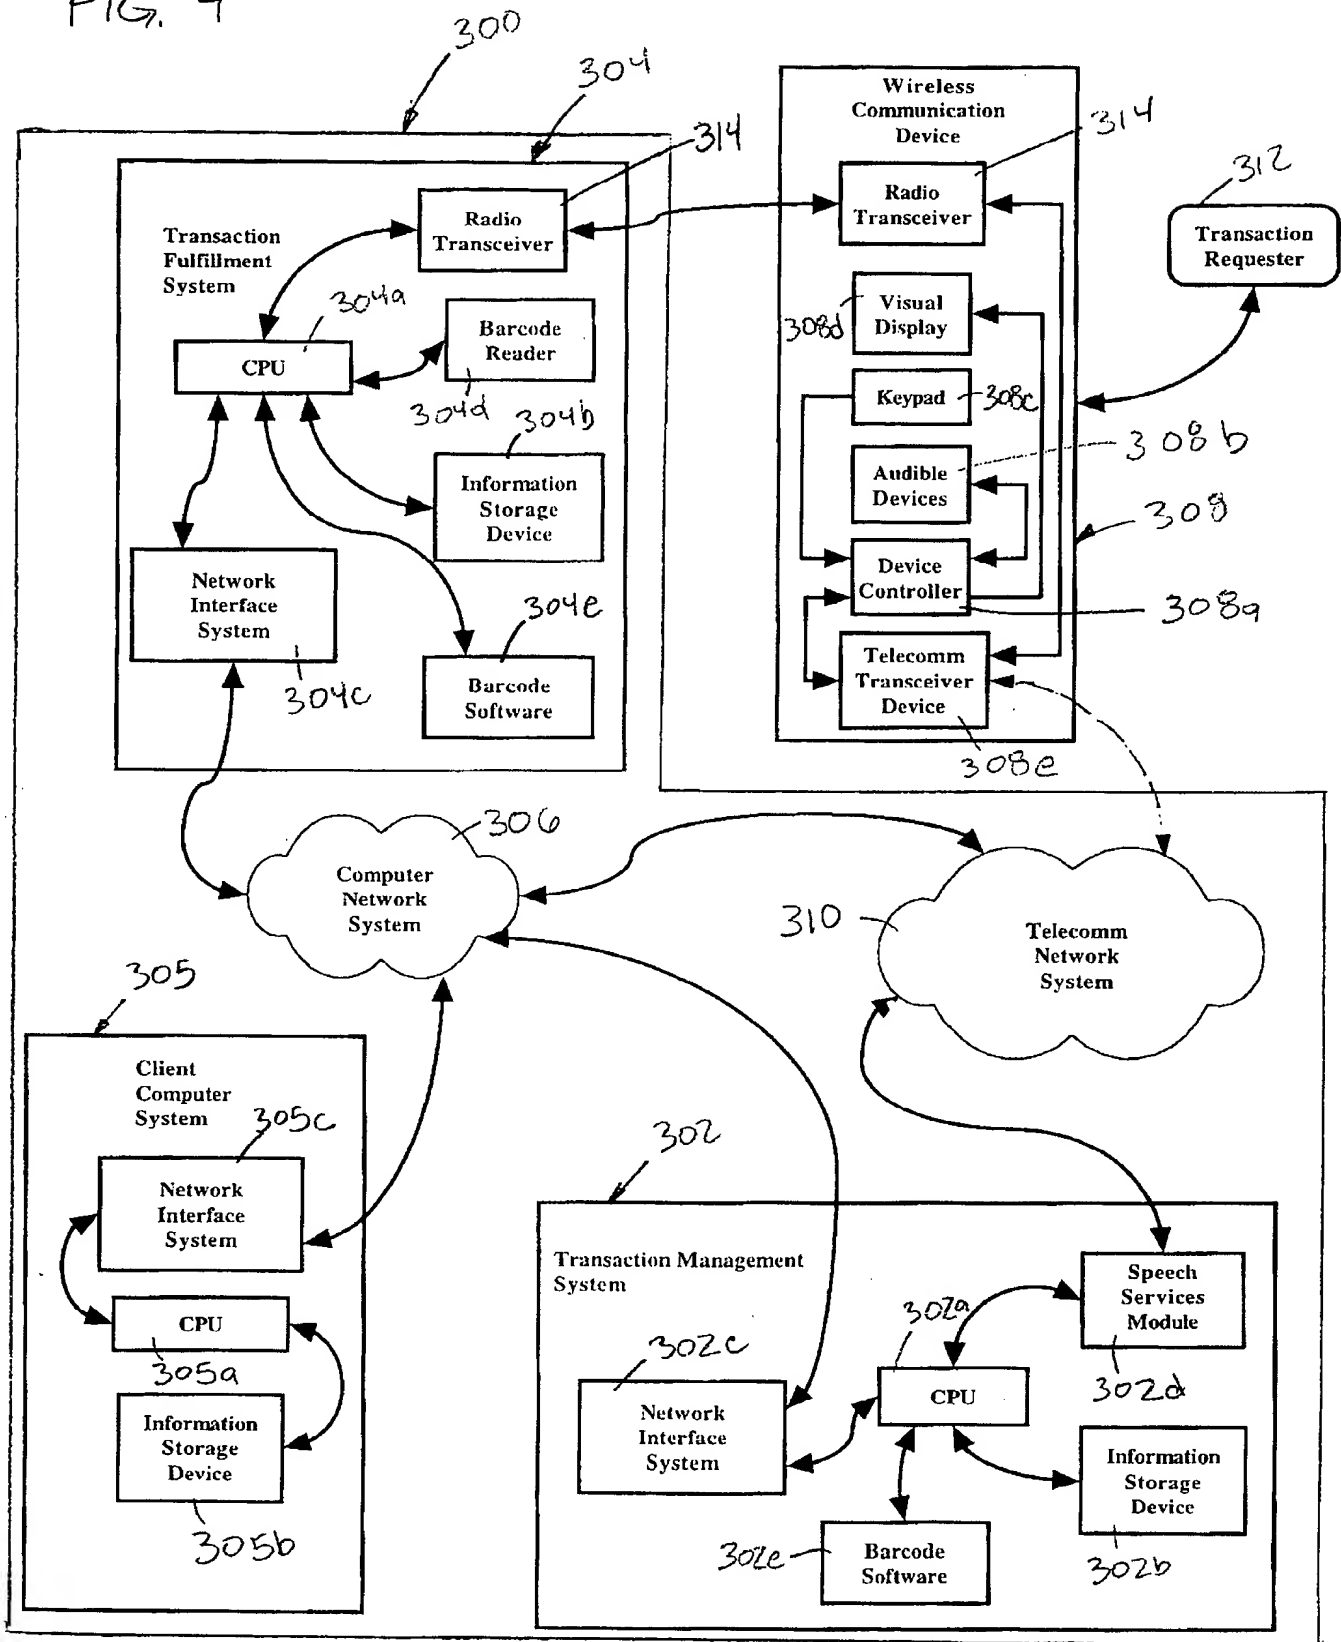 FIG. 4
300
304
314
Transaction
Fulfillment
System
Radio
Transceiver
304a
CPU
Barcode
Reader
304d
304b
Information
Storage
Device
Network
Interface
System
304c
304e
Barcode
Software
Wireless
Communication
Device
314
Radio
Transceiver
308d
Visual
Display
Keypad
308c
Audible
Devices
308b
308
Device
Controller
308a
Telecomm
Transceiver
Device
308e
312
Transaction
Requester
306
Computer
Network
System
310
Telecomm
Network
System
305
Client
Computer
System
305c
Network
Interface
System
CPU
305a
Information
Storage
Device
305b
302
Transaction Management
System
302c
Network
Interface
System
302a
CPU
Speech
Services
Module
302d
Information
Storage
Device
302b
302e
Barcode
Software